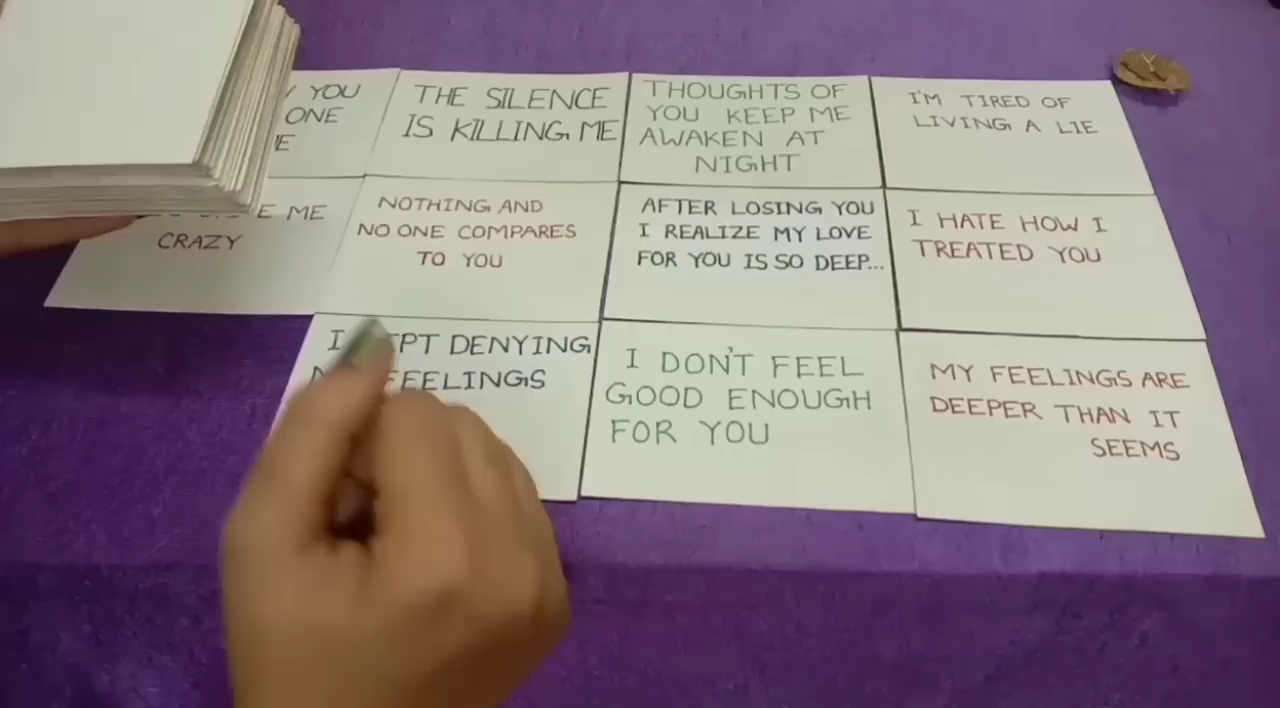 YOU
ONE
THE SILENCE
IS KILLING ME
THOUGHTS OF
YOU KEEP ME
AWAKEN AT
NIGHT
I'M TIRED OF
LIVING A LIE
ME
CRAZY
NOTHING AND
NO ONE COMPARES
TO YOU
AFTER LOSING YOU
I REALIZE MY LOVE
FOR YOU IS SO DEEP...
I HATE HOW I
TREATED YOU
I DENYING
FEELINGS
I DON'T FEEL
GOOD ENOUGH
FOR YOU
MY FEELINGS ARE
DEEPER THAN IT
SEEMS